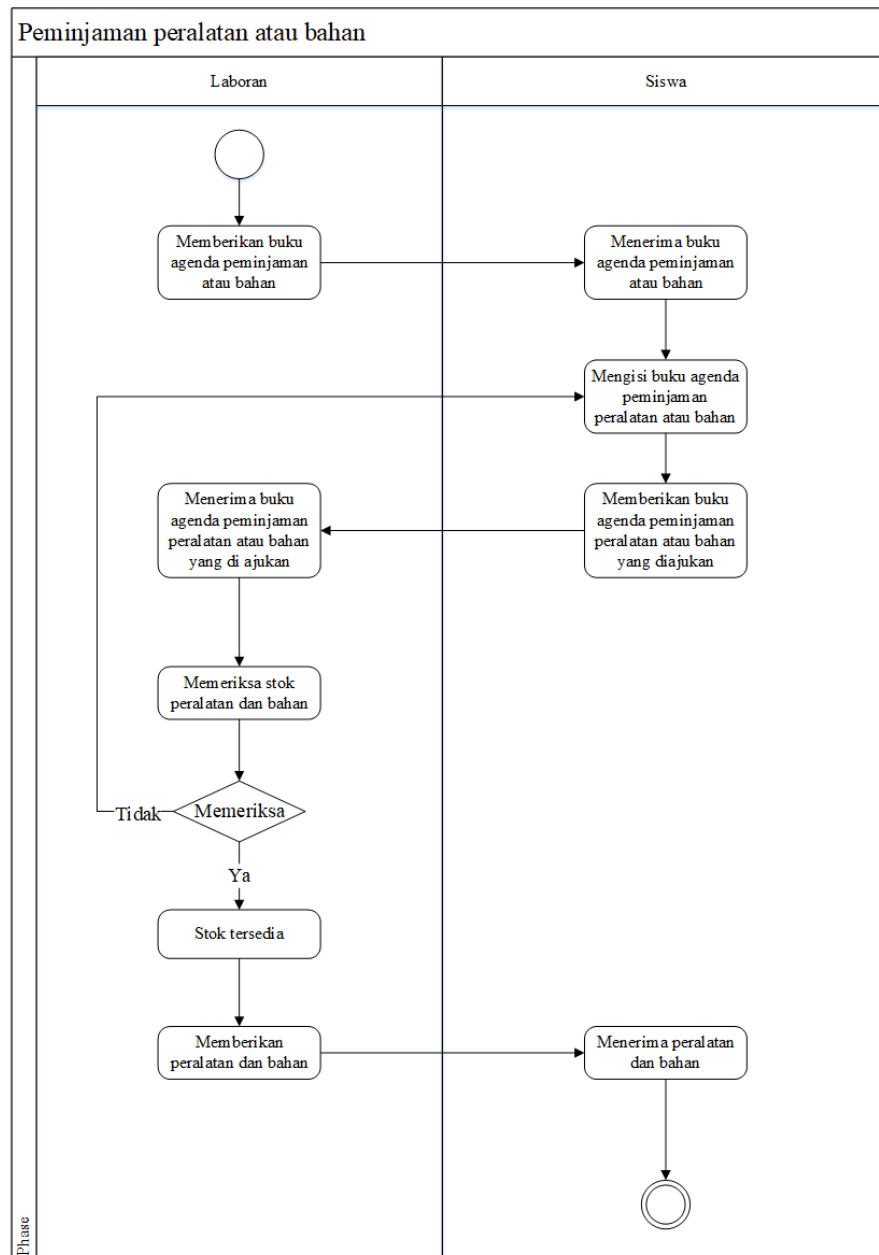 Peminjaman peralatan atau bahan
Laboran
Siswa
Memberikan buku
agenda peminjaman
atau bahan
Menerima buku
agenda peminjaman
atau bahan
Mengisi buku agenda
peminjaman
peralatan atau bahan
Menerima buku
agenda peminjaman
peralatan atau bahan
yang di ajukan
Memberikan buku
agenda peminjaman
peralatan atau bahan
yang diajukan
Memeriksa stok
peralatan dan bahan
Tidak
Memeriksa
Ya
Stok tersedia
Memberikan
peralatan dan bahan
Menerima peralatan
dan bahan
Phase